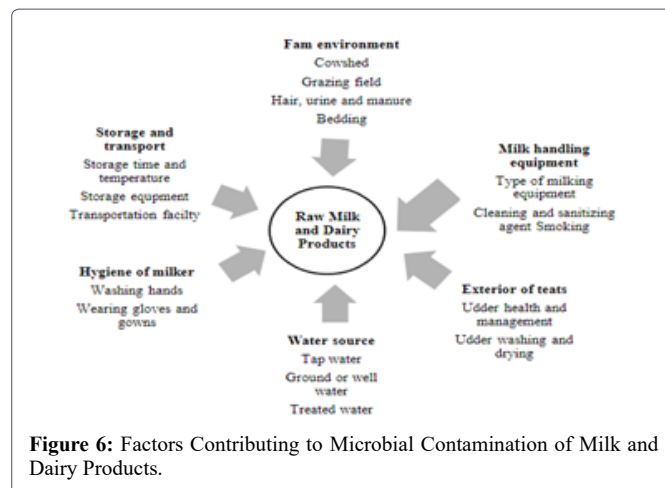 Fam environment
Cowshed
Grazing field
Hair, urine and manure
Bedding
Storage and
transport
Storage time and
temperature
Storage equpment
Transportation facilty
Milk handling
equipment
Type of milking
equipment
Cleaning and sanitizing
agent Smoking
Raw Milk
and Dairy
Products
Hygiene of milker
Washing hands
Wearing gloves and
gowns
Exterior of teats
Udder health and
management
Udder washing and
drying
Water source
Tap water
Ground or well
water
Treated water
Figure 6: Factors Contributing to Microbial Contamination of Milk and
Dairy Products.